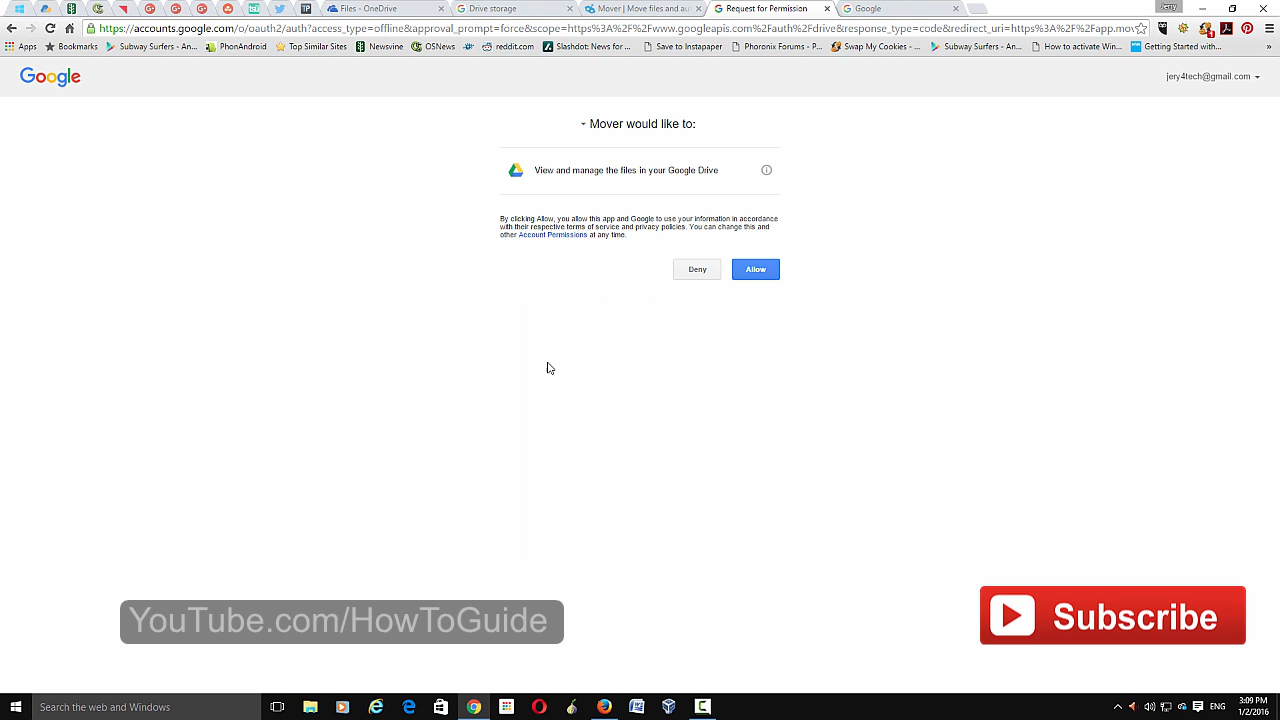 Files - OneDrive
Drive storage
Mover | Move files and aut
Request for Permission
Google
Gery
https://accounts.google.com/o/oauth2/auth?access_type=offline&approval_prompt=force&scope=https%3A%2F%2Fwww.googleapis.com%2Fauth%2Fdrive&response_type=code&redirect_uri=https%3A%2F%2Fapp.mov
Apps
Bookmarks
Subway Surfers - An...
PhonAndroid
Top Similar Sites
Newsvine
OSNews
reddit
Slashdot: News for ...
Save to Instapaper
Phoronix Forums - P...
Swap My Cookies - ...
Subway Surfers - An...
How to activate Win...
Getting Started with...
»
Google
jery4tech@gmail.com
Mover would like to:
View and manage the files in your Google Drive
By clicking Allow, you allow this app and Google to use your information in accordance
with their respective terms of service and privacy policies. You can change this and
other Account Permissions at any time.
Deny
Allow
YouTube.com/HowToGuide
Subscribe
Search the web and Windows
ENG
3:09 PM
1/2/2016